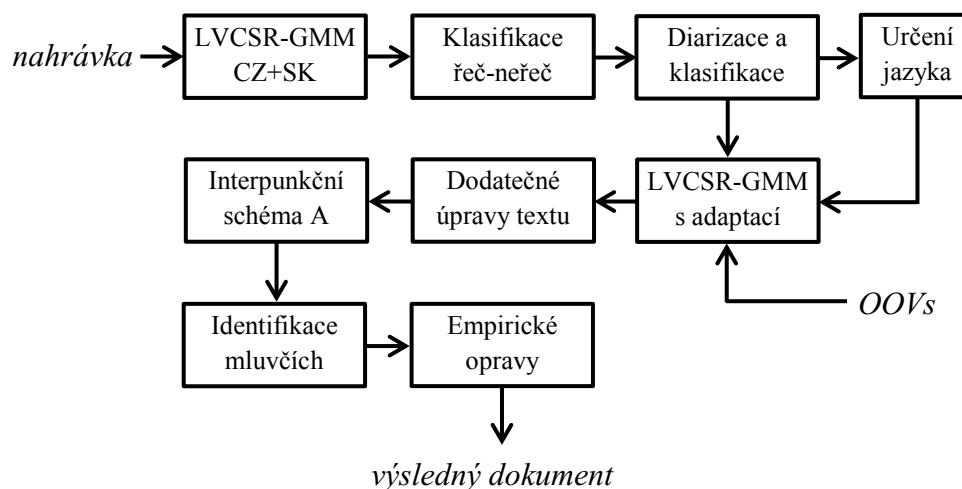 nahrávka
LVCSR-GMM
CZ+SK
Klasifikace
řeč-neřeč
Diarizace a
klasifikace
Určení
jazyka
Interpunkční
schéma A
Dodatečné
úpravy textu
LVCSR-GMM
s adaptací
OOVs
Identifikace
mluvčích
Empirické
opravy
výsledný dokument